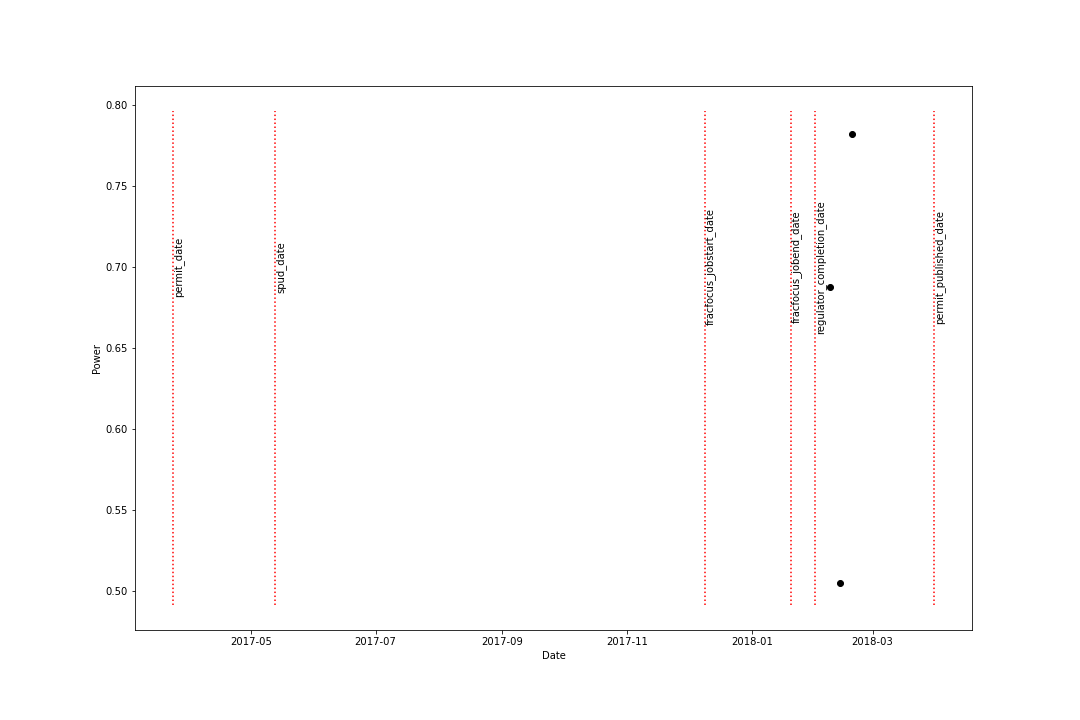 0.80
0.75
0.70
0.65
0.60
0.55
0.50
Power
permit_date
spud_date
fracfocus_jobstart_date
fracfocus_jobend_date
regulator_completion_date
permit_published_date
2017-05
2017-07
2017-09
2017-11
2018-01
2018-03
Date